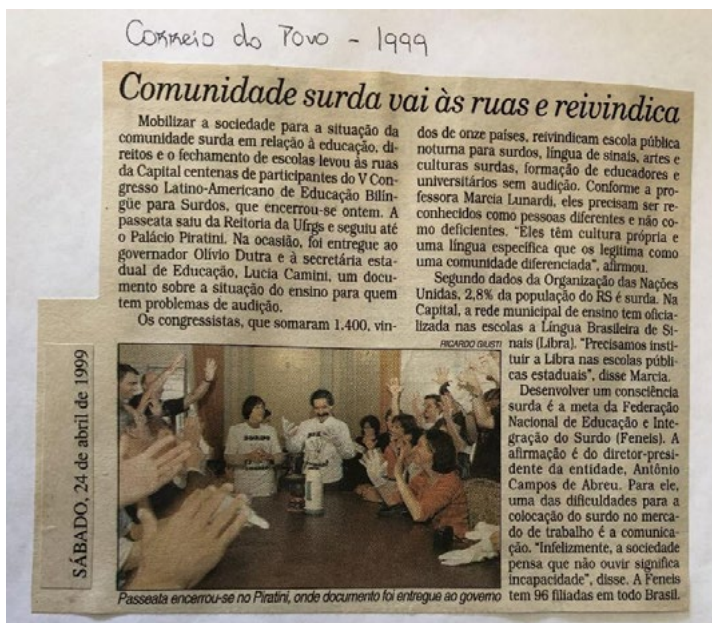 Correio do Povo - 1999
Comunidade surda vai às ruas e reivindica
Mobilizar a sociedade para a situação da
comunidade surda em relação à educação, di-
reitos e o fechamento de escolas levou às ruas
da Capital centenas de participantes do V Con-
gresso Latino-Americano de Educação Bilín-
güe para Surdos, que encerrou-se ontem. A
passeata saiu da Reitoria da Ufrgs e seguiu até
o Palácio Piratini. Na ocasião, foi entregue ao
governador Olívio Dutra e à secretária esta-
dual de Educação, Lucia Camini, um docu-
mento sobre a situação do ensino para quem
tem problemas de audição.
Os congressistas, que somaram 1.400, vin-
dos de onze países, reivindicam escola pública
noturna para surdos, língua de sinais, artes e
culturas surdas, formação de educadores e
universitários sem audição. Conforme a pro-
fessora Marcia Lunardi, eles precisam ser re-
conhecidos como pessoas diferentes e não co-
mo deficientes. "Eles têm cultura própria e
uma língua específica que os legitima como
uma comunidade diferenciada", afirmou.
Segundo dados da Organização das Nações
Unidas, 2,8% da população do RS é surda. Na
Capital, a rede municipal de ensino tem oficia-
lizada nas escolas a Língua Brasileira de Si-
nais (Libra). "Precisamos insti-
tuir a Libra nas escolas públi-
cas estaduais", disse Marcia.
Desenvolver um consciência
surda é a meta da Federação
Nacional de Educação e Inte-
gração do Surdo (Feneis). A
afirmação é do diretor-presi-
dente da entidade, Antônio
Campos de Abreu. Para ele,
uma das dificuldades para a
colocação do surdo no merca-
do de trabalho é a comunica-
ção. "Infelizmente, a sociedade
pensa que não ouvir significa
incapacidade", disse. A Feneis
tem 96 filiadas em todo Brasil.
RICARDO GIUSTI
Passeata encerrou-se no Piratini, onde documento foi entregue ao governo
SÁBADO, 24 de abril de 1999